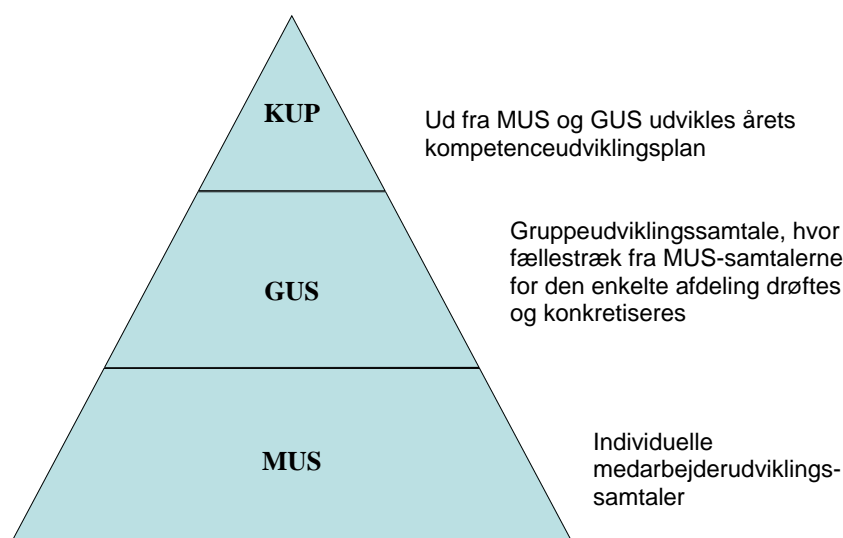 KUP
Ud fra MUS og GUS udvikles årets
kompetenceudviklingsplan
GUS
Gruppeudviklingssamtale, hvor
fællestræk fra MUS-samtalerne
for den enkelte afdeling drøftes
og konkretiseres
MUS
Individuelle
medarbejderudviklings-
samtaler